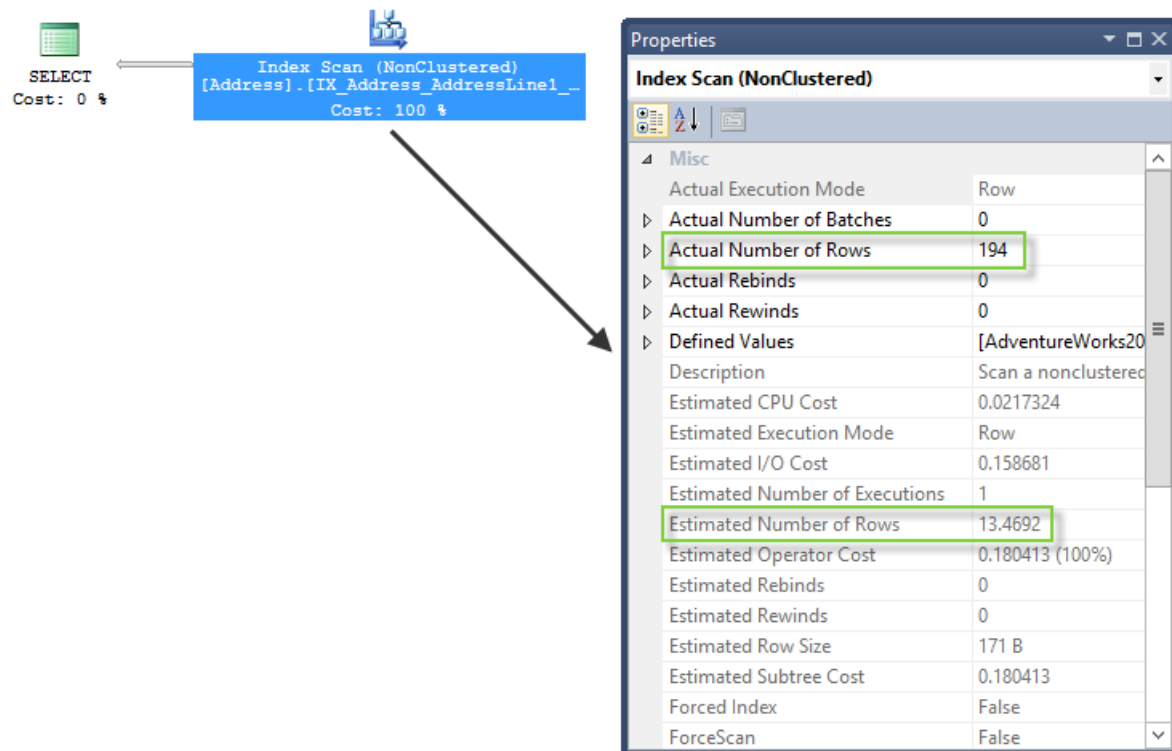 SELECT
Cost: 0 %
Index Scan (NonClustered)
[Address].[IX_Address_AddressLine1_…
Cost: 100 %
Properties
Index Scan (NonClustered)
Misc
Actual Execution Mode Row
Actual Number of Batches 0
Actual Number of Rows 194
Actual Rebinds 0
Actual Rewinds 0
Defined Values [AdventureWorks20
Description Scan a nonclustered
Estimated CPU Cost 0.0217324
Estimated Execution Mode Row
Estimated I/O Cost 0.158681
Estimated Number of Executions 1
Estimated Number of Rows 13.4692
Estimated Operator Cost 0.180413 (100%)
Estimated Rebinds 0
Estimated Rewinds 0
Estimated Row Size 171 B
Estimated Subtree Cost 0.180413
Forced Index False
ForceScan False